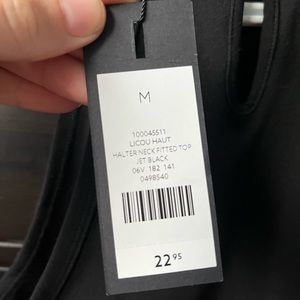 M
100045511
LICOU HAUT
HALTER NECK FITTED TOP
JET BLACK
06V 182 141
0498540
22 95